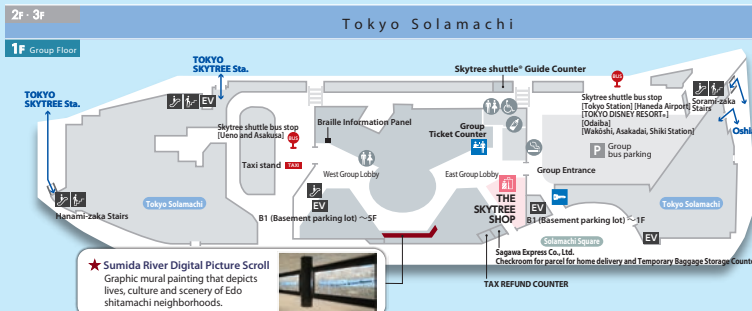 2F・3F
Tokyo Solamachi
1F Group Floor
TOKYO
SKYTREE Sta.
Skytree shuttle® Guide Counter
BUS
TOKYO
SKYTREE Sta.
EV
Skytree shuttle bus stop
[Tokyo Station] [Haneda Airport]
[TOKYO DISNEY RESORT®]
[Odaiba]
[Wakōshi, Asakadai, Shiki Station]
Sorami-zaka
Stairs
Skytree shuttle bus stop
[Ueno and Asakusa]
BUS
Braille Information Panel
Group
Ticket Counter
P
Group
bus parking
Taxi stand
TAXI
West Group Lobby
East Group Lobby
Group Entrance
Hanami-zaka Stairs
Tokyo Solamachi
EV
B1 (Basement parking lot) ～5F
THE
SKYTREE
SHOP
EV
B1 (Basement parking lot) ～1F
Tokyo Solamachi
Solamachi Square
EV
Sagawa Express Co., Ltd.
Checkroom for parcel for home delivery and Temporary Baggage Storage
TAX REFUND COUNTER
★ Sumida River Digital Picture Scroll
Graphic mural painting that depicts
lives, culture and scenery of Edo
shitamachi neighborhoods.